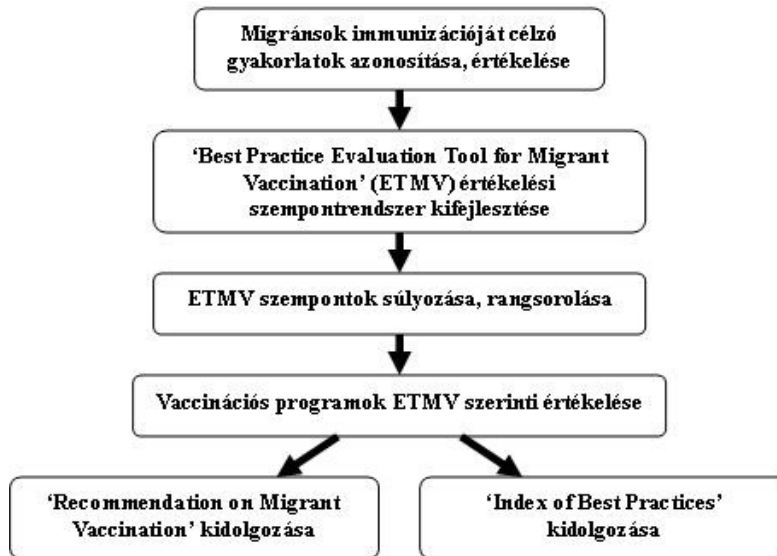 Migránsok immunizációját célzó
gyakorlatok azonosítása, értékelése
‘Best Practice Evaluation Tool for Migrant
Vaccination’ (ETMV) értékelési
szempontrendszer kifejlesztése
ETMV szempontok súlyozása, rangsorolása
Vaccinációs programok ETMV szerinti értékelése
‘Recommendation on Migrant
Vaccination’ kidolgozása
‘Index of Best Practices’
kidolgozása